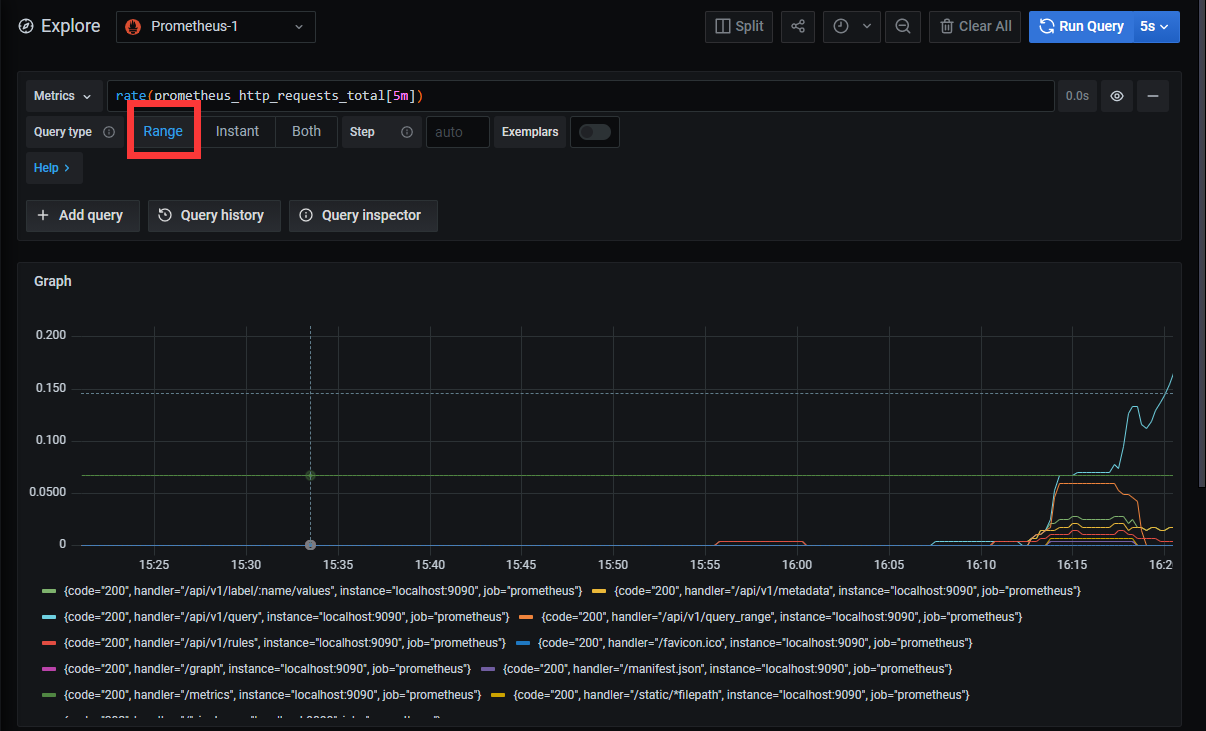 Explore Prometheus-1 Split Clear All Run Query 5s
Metrics rate(prometheus_http_requests_total[5m]) 0.0s
Query type Range Instant Both Step auto Exemplars
Help >
+ Add query Query history Query inspector
Graph
0.200
0.150
0.100
0.0500
0
15:25 15:30 15:35 15:40 15:45 15:50 15:55 16:00 16:05 16:10 16:15 16:2
{code="200", handler="/api/v1/label/:name/values", instance="localhost:9090", job="prometheus"} {code="200", handler="/api/v1/metadata", instance="localhost:9090", job="prometheus"}
{code="200", handler="/api/v1/query", instance="localhost:9090", job="prometheus"} {code="200", handler="/api/v1/query_range", instance="localhost:9090", job="prometheus"}
{code="200", handler="/api/v1/rules", instance="localhost:9090", job="prometheus"} {code="200", handler="/favicon.ico", instance="localhost:9090", job="prometheus"}
{code="200", handler="/graph", instance="localhost:9090", job="prometheus"} {code="200", handler="/manifest.json", instance="localhost:9090", job="prometheus"}
{code="200", handler="/metrics", instance="localhost:9090", job="prometheus"} {code="200", handler="/static/*filepath", instance="localhost:9090", job="prometheus"}